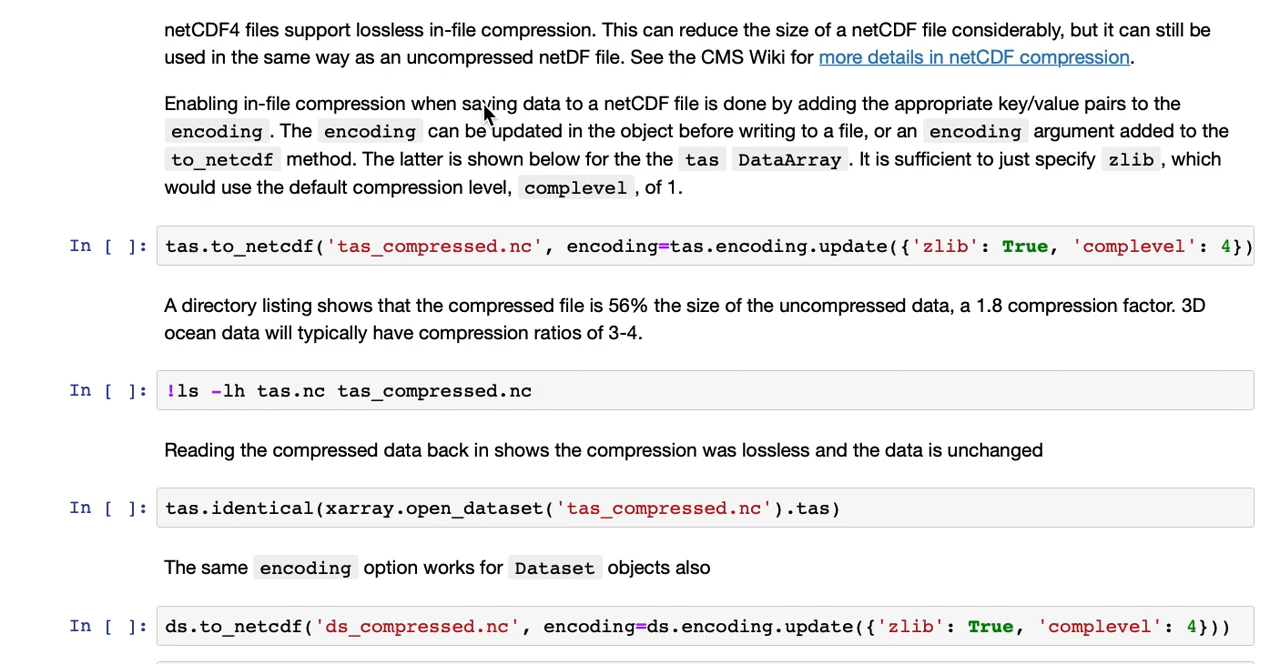 netCDF4 files support lossless in-file compression. This can reduce the size of a netCDF file considerably, but it can still be
used in the same way as an uncompressed netDF file. See the CMS Wiki for more details in netCDF compression.
Enabling in-file compression when saving data to a netCDF file is done by adding the appropriate key/value pairs to the
encoding . The encoding can be updated in the object before writing to a file, or an encoding argument added to the
to_netcdf method. The latter is shown below for the the tas DataArray . It is sufficient to just specify zlib , which
would use the default compression level, complevel , of 1.
In [ ]: tas.to_netcdf('tas_compressed.nc', encoding=tas.encoding.update({'zlib': True, 'complevel': 4})
A directory listing shows that the compressed file is 56% the size of the uncompressed data, a 1.8 compression factor. 3D
ocean data will typically have compression ratios of 3-4.
In [ ]: !ls -lh tas.nc tas_compressed.nc
Reading the compressed data back in shows the compression was lossless and the data is unchanged
In [ ]: tas.identical(xarray.open_dataset('tas_compressed.nc').tas)
The same encoding option works for Dataset objects also
In [ ]: ds.to_netcdf('ds_compressed.nc', encoding=ds.encoding.update({'zlib': True, 'complevel': 4}))